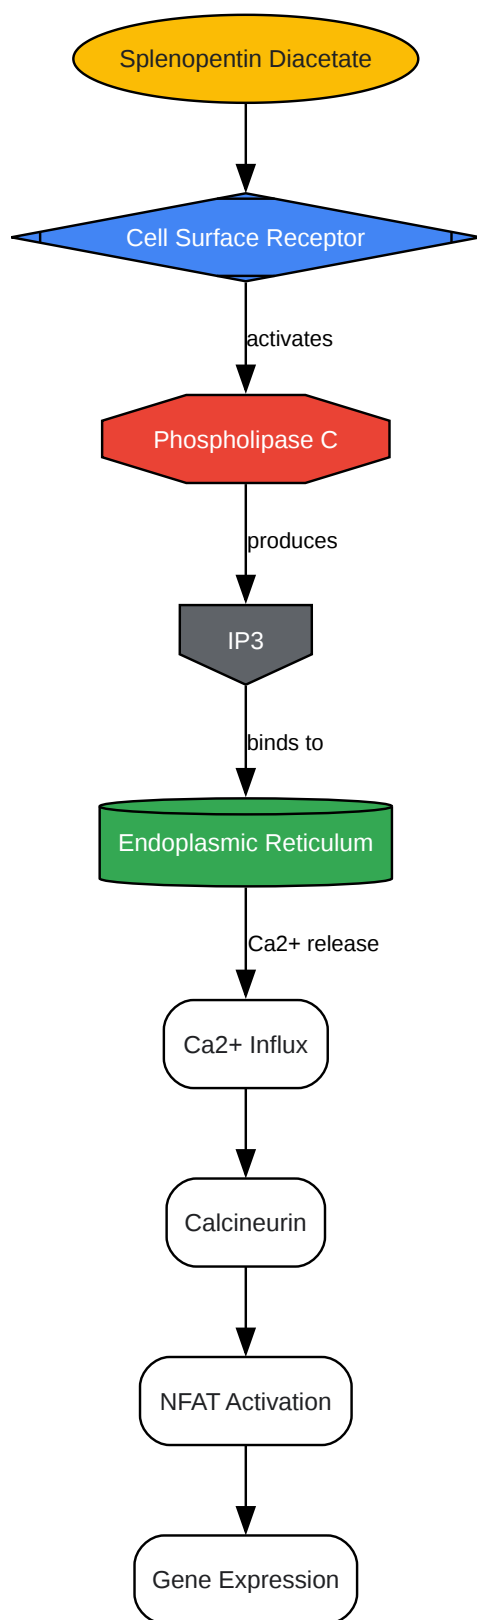 Splenopentin Diacetate
Cell Surface Receptor
activates
Phospholipase C
produces
IP3
binds to
Endoplasmic Reticulum
Ca2+ release
Ca2+ Influx
Calcineurin
NFAT Activation
Gene Expression